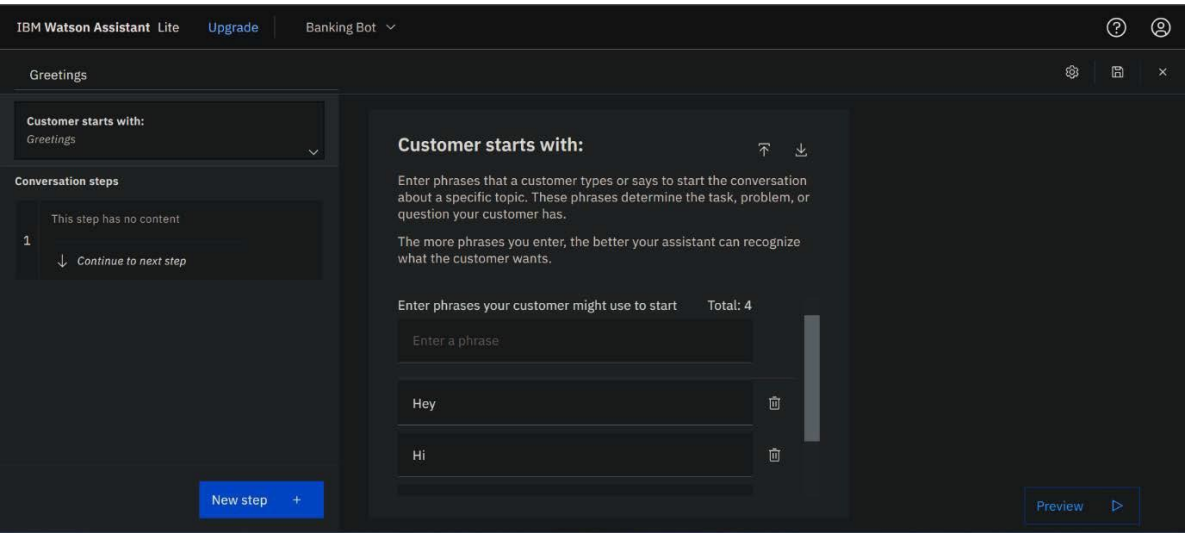 IBM Watson Assistant Lite Upgrade Banking Bot
Greetings
Customer starts with:
Greetings
Conversation steps
1
This step has no content
Continue to next step
New step +
Customer starts with:
Enter phrases that a customer types or says to start the conversation
about a specific topic. These phrases determine the task, problem, or
question your customer has.
The more phrases you enter, the better your assistant can recognize
what the customer wants.
Enter phrases your customer might use to start Total: 4
Enter a phrase
Hey
Hi
Preview